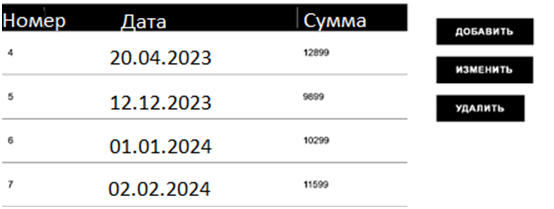 Номер Дата Сумма
4 20.04.2023 12899
5 12.12.2023 9899
6 01.01.2024 10299
7 02.02.2024 11599
ДОБАВИТЬ
ИЗМЕНИТЬ
УДАЛИТЬ